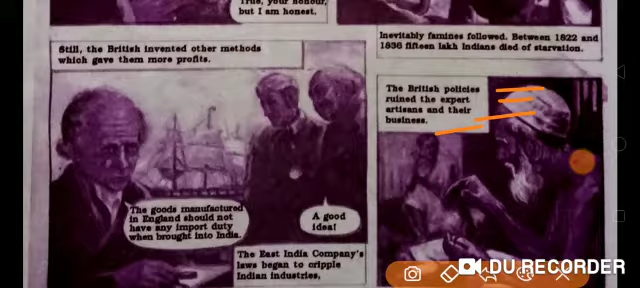 True, your honour,
but I am honest.
Inevitably famines followed. Between 1822 and
1836 fifteen lakh Indians died of starvation.
Still, the British invented other methods
which gave them more profits.
The British policies
ruined the expert
artisans and their
business.
The goods manufactured
in England should not
have any import duty
when brought into India.
A good
idea!
The East India Company's
laws began to cripple
Indian industries.
DU RECORDER